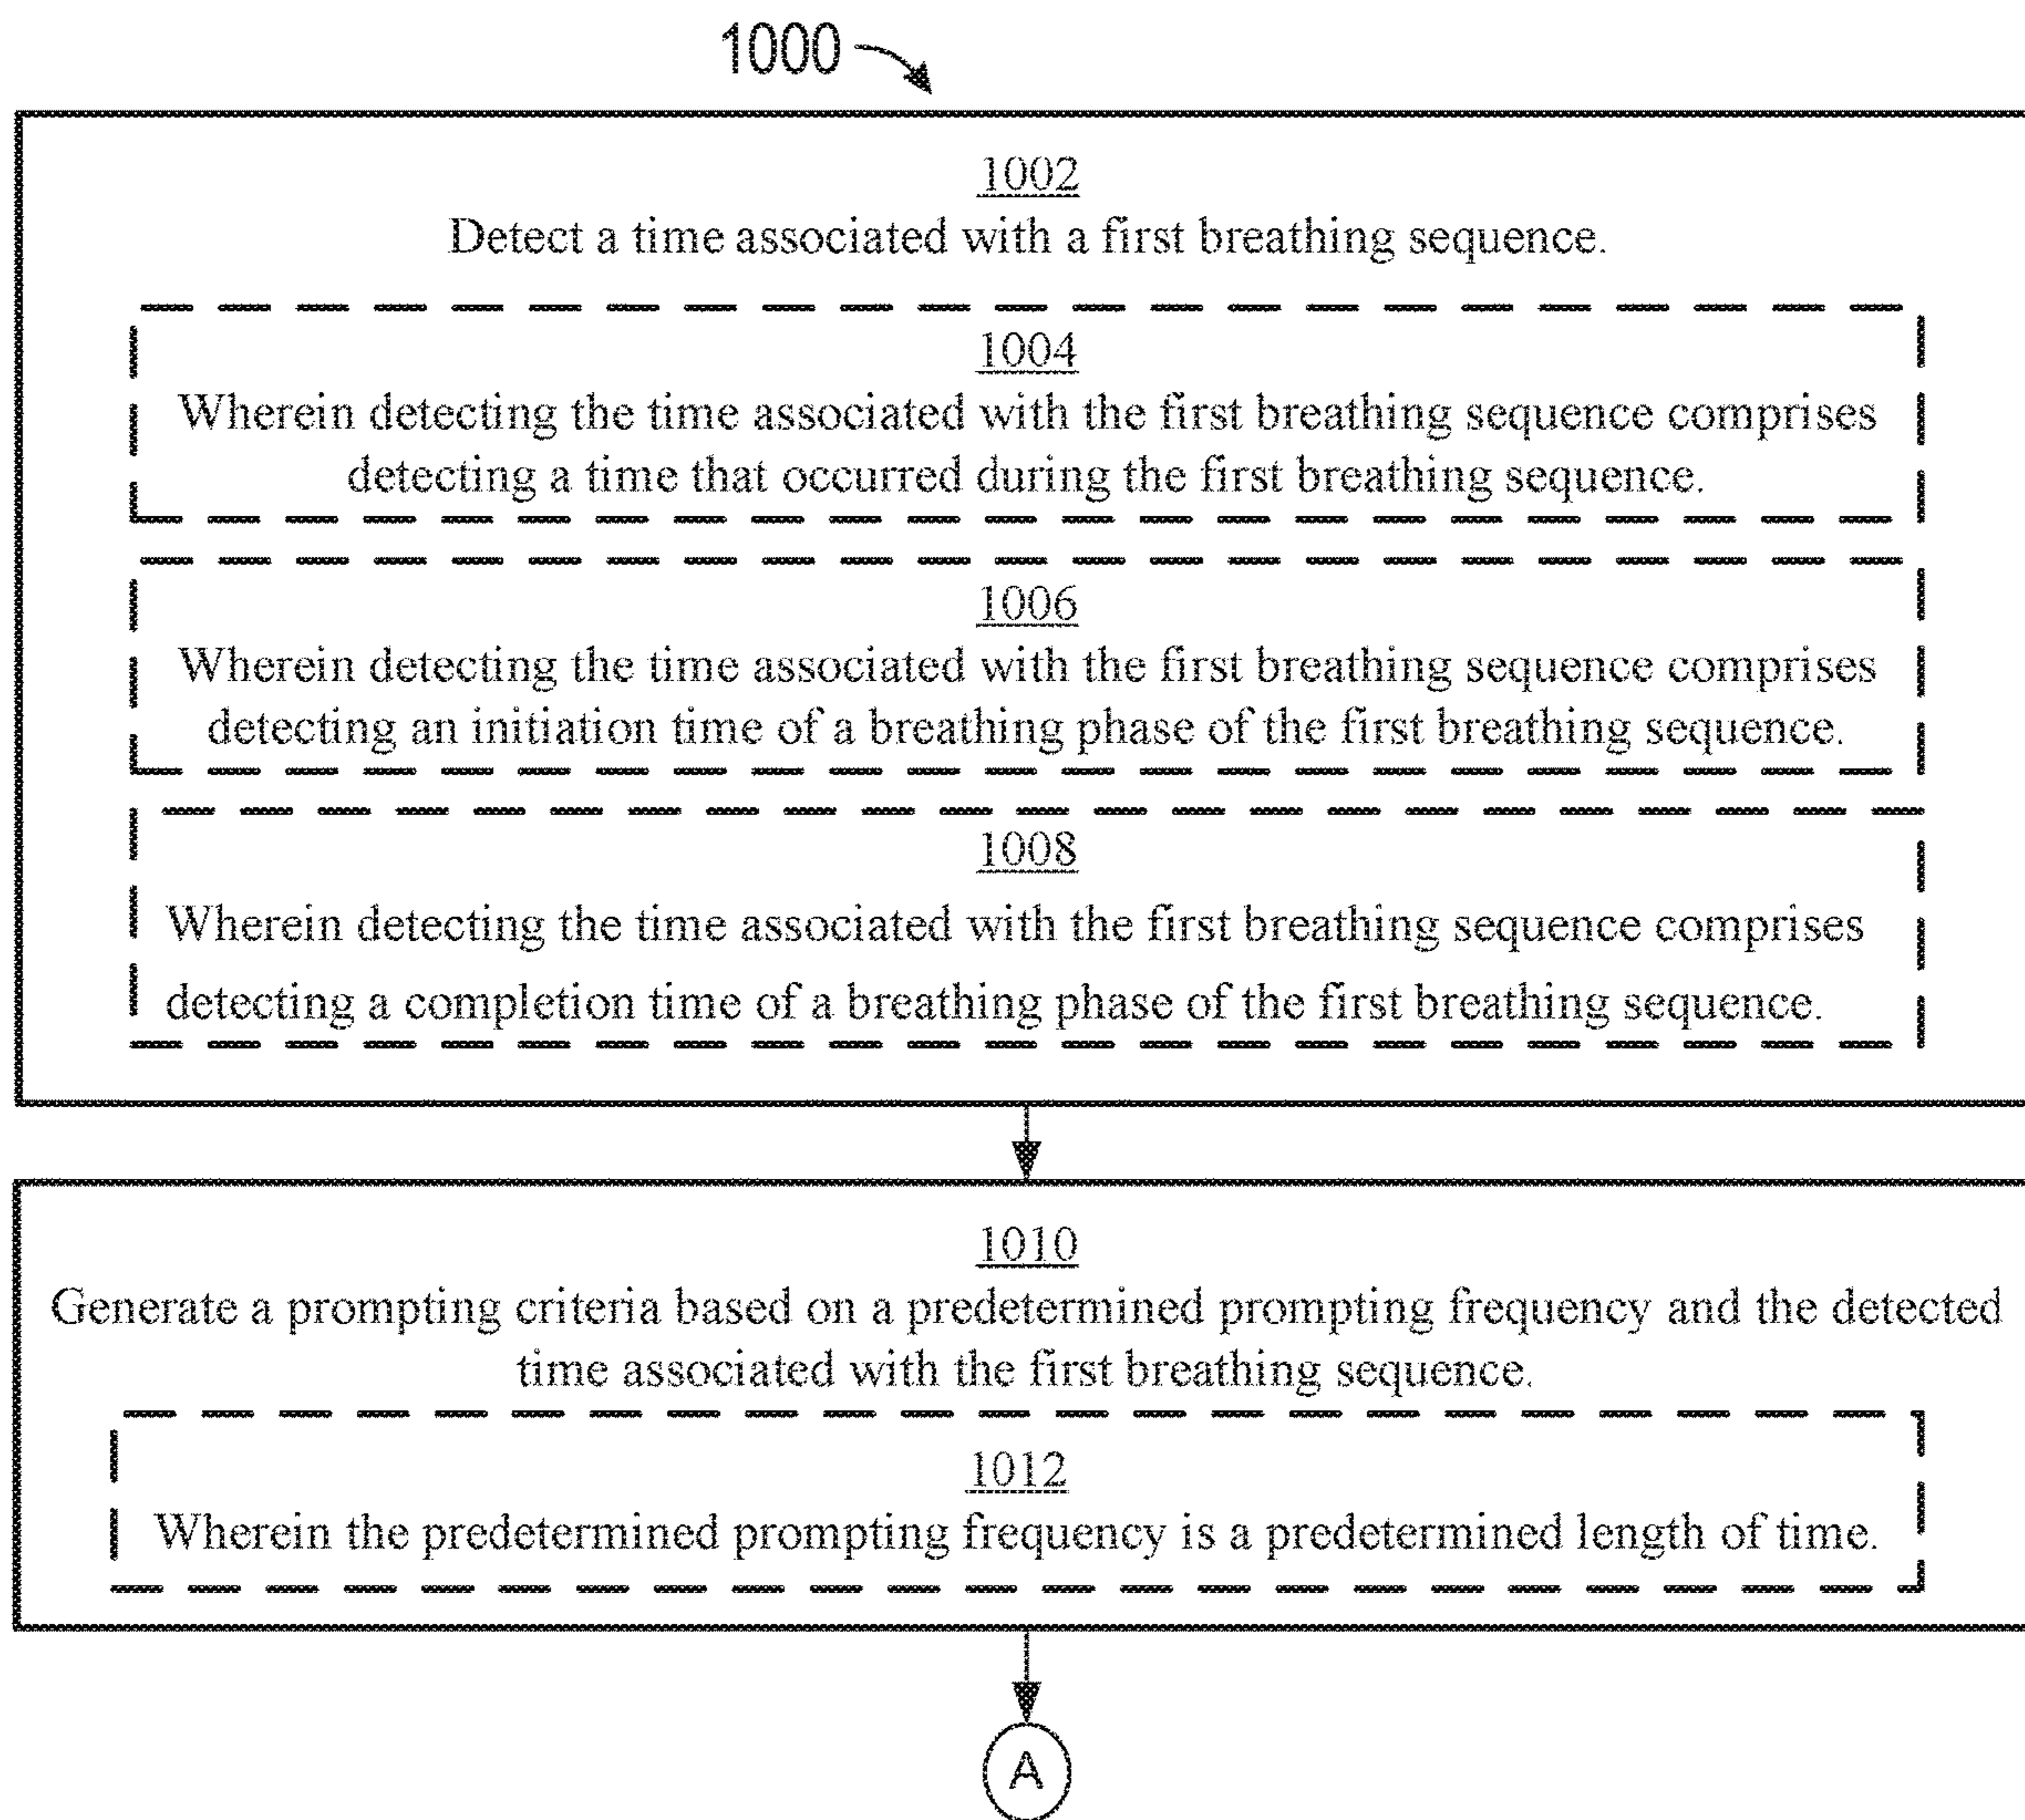 1000
1002
Detect a time associated with a first breathing sequence.
1004
Wherein detecting the time associated with the first breathing sequence comprises
detecting a time that occurred during the first breathing sequence.
1006
Wherein detecting the time associated with the first breathing sequence comprises
detecting an initiation time of a breathing phase of the first breathing sequence.
1008
Wherein detecting the time associated with the first breathing sequence comprises
detecting a completion time of a breathing phase of the first breathing sequence.
1010
Generate a prompting criteria based on a predetermined prompting frequency and the detected
time associated with the first breathing sequence.
1012
Wherein the predetermined prompting frequency is a predetermined length of time.
A